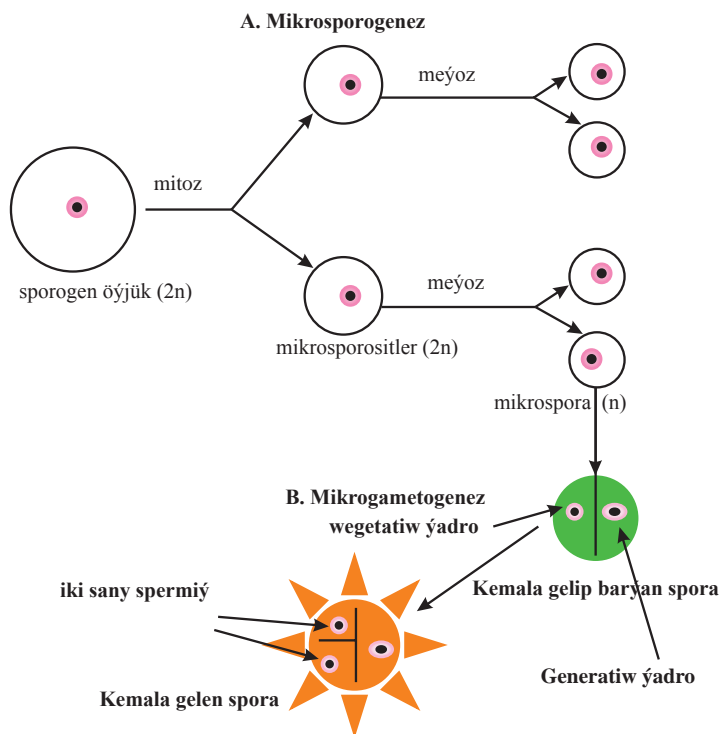 A. Mikrosporogenez
meýoz
mitoz
sporogen öýjük (2n)
meýoz
mikrosporositler (2n)
mikrospora (n)
B. Mikrogametogenez
wegetatiw ýadro
iki sany spermiý
Kemala gelip barýan spora
Kemala gelen spora
Generatiw ýadro